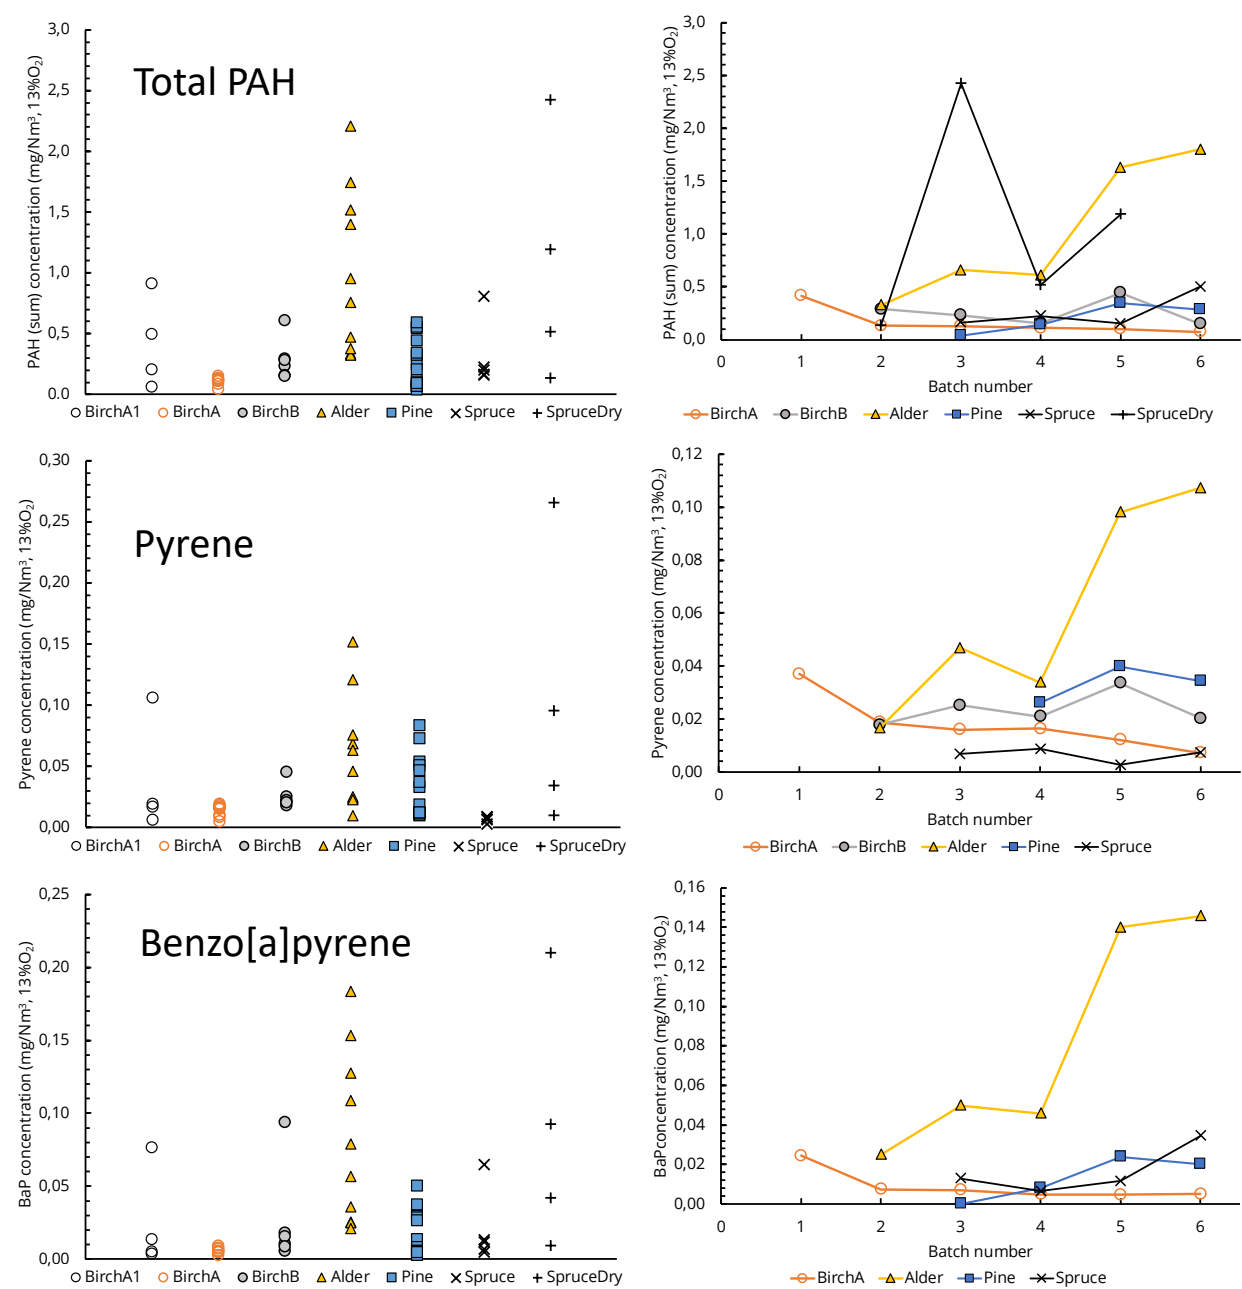 Total PAH
PAH (sum) concentration (mg/Nm³, 13%O₂)
3,0
2,5
2,0
1,5
1,0
0,5
0,0
BirchA1 BirchA BirchB Alder Pine Spruce SpruceDry
PAH (sum) concentration (mg/Nm³, 13%O₂)
3,0
2,5
2,0
1,5
1,0
0,5
0,0
0 1 2 3 4 5 6
Batch number
BirchA BirchB Alder Pine Spruce SpruceDry
Pyrene
Pyrene concentration (mg/Nm³, 13%O₂)
0,30
0,25
0,20
0,15
0,10
0,05
0,00
BirchA1 BirchA BirchB Alder Pine Spruce SpruceDry
Pyrene concentration (mg/Nm³, 13%O₂)
0,12
0,10
0,08
0,06
0,04
0,02
0,00
0 1 2 3 4 5 6
Batch number
BirchA BirchB Alder Pine Spruce
Benzo[a]pyrene
BaP concentration (mg/Nm³, 13%O₂)
0,25
0,20
0,15
0,10
0,05
0,00
BirchA1 BirchA BirchB Alder Pine Spruce SpruceDry
BaPconcentration (mg/Nm³, 13%O₂)
0,16
0,14
0,12
0,10
0,08
0,06
0,04
0,02
0,00
0 1 2 3 4 5 6
Batch number
BirchA Alder Pine Spruce